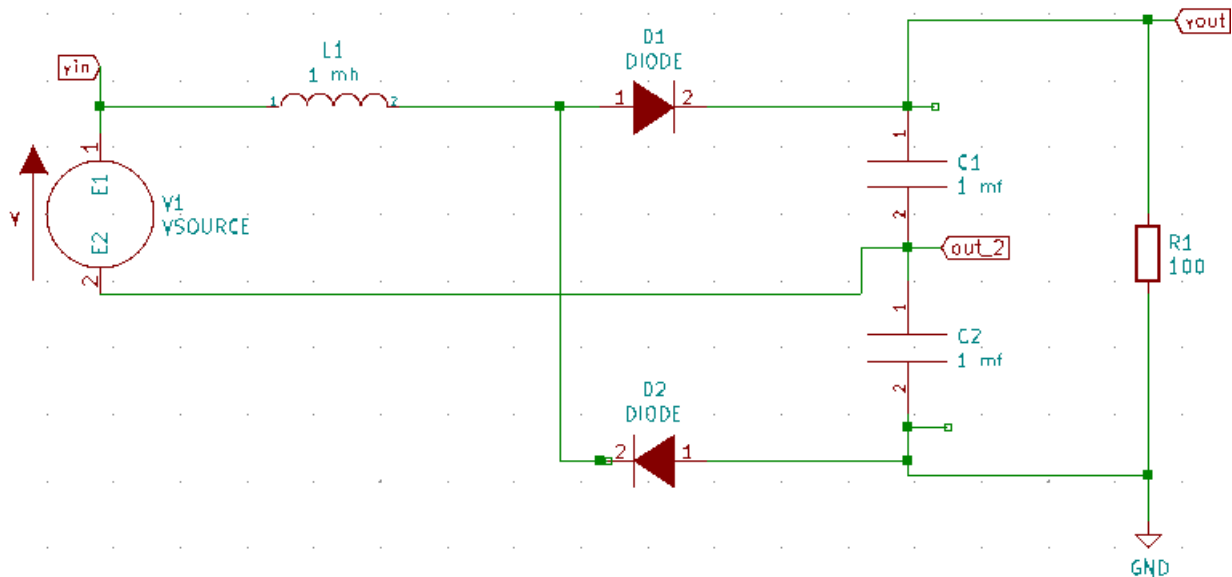 D1
DIODE
yout
L1
1 mh
yin
1
2
1
2
1
1
E1
V1
VSOURCE
E2
v
2
C1
1 mf
2
out_2
R1
100
1
C2
1 mf
2
D2
DIODE
2
1
GND